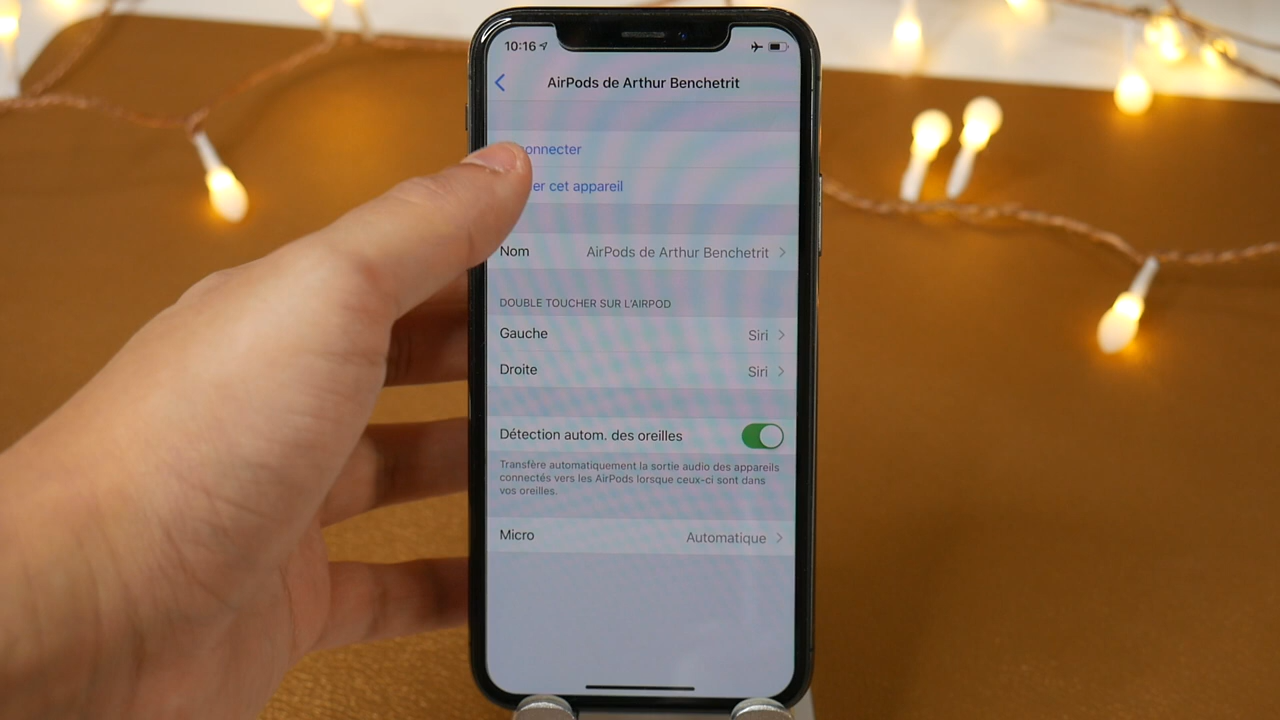 10:16
AirPods de Arthur Benchetrit
cet appareil
Nom AirPods de Arthur Benchetrit
DOUBLE TOUCHER SUR L'AIRPOD
Gauche Siri
Droite Siri
Détection autom. des oreilles
Transfère automatiquement la sortie audio des appareils
connectés vers les AirPods lorsque ceux-ci sont dans
vos oreilles.
Micro Automatique